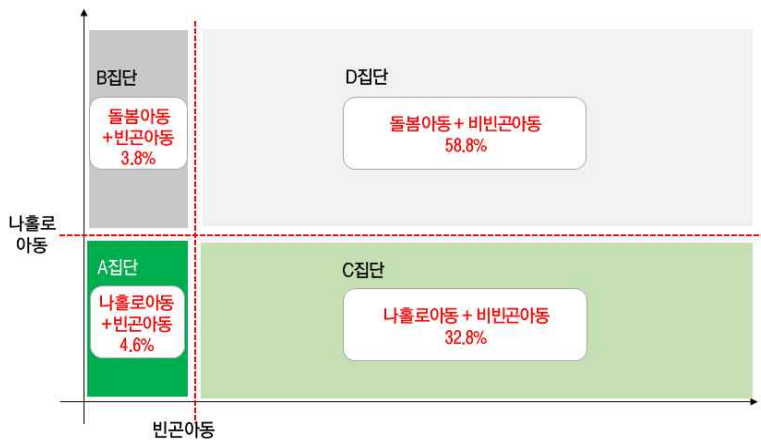 B집단
돌봄아동
+빈곤아동
3.8%
D집단
돌봄아동 + 비빈곤아동
58.8%
나홀로
아동
A집단
나홀로아동
+빈곤아동
4.6%
C집단
나홀로아동 + 비빈곤아동
32.8%
빈곤아동